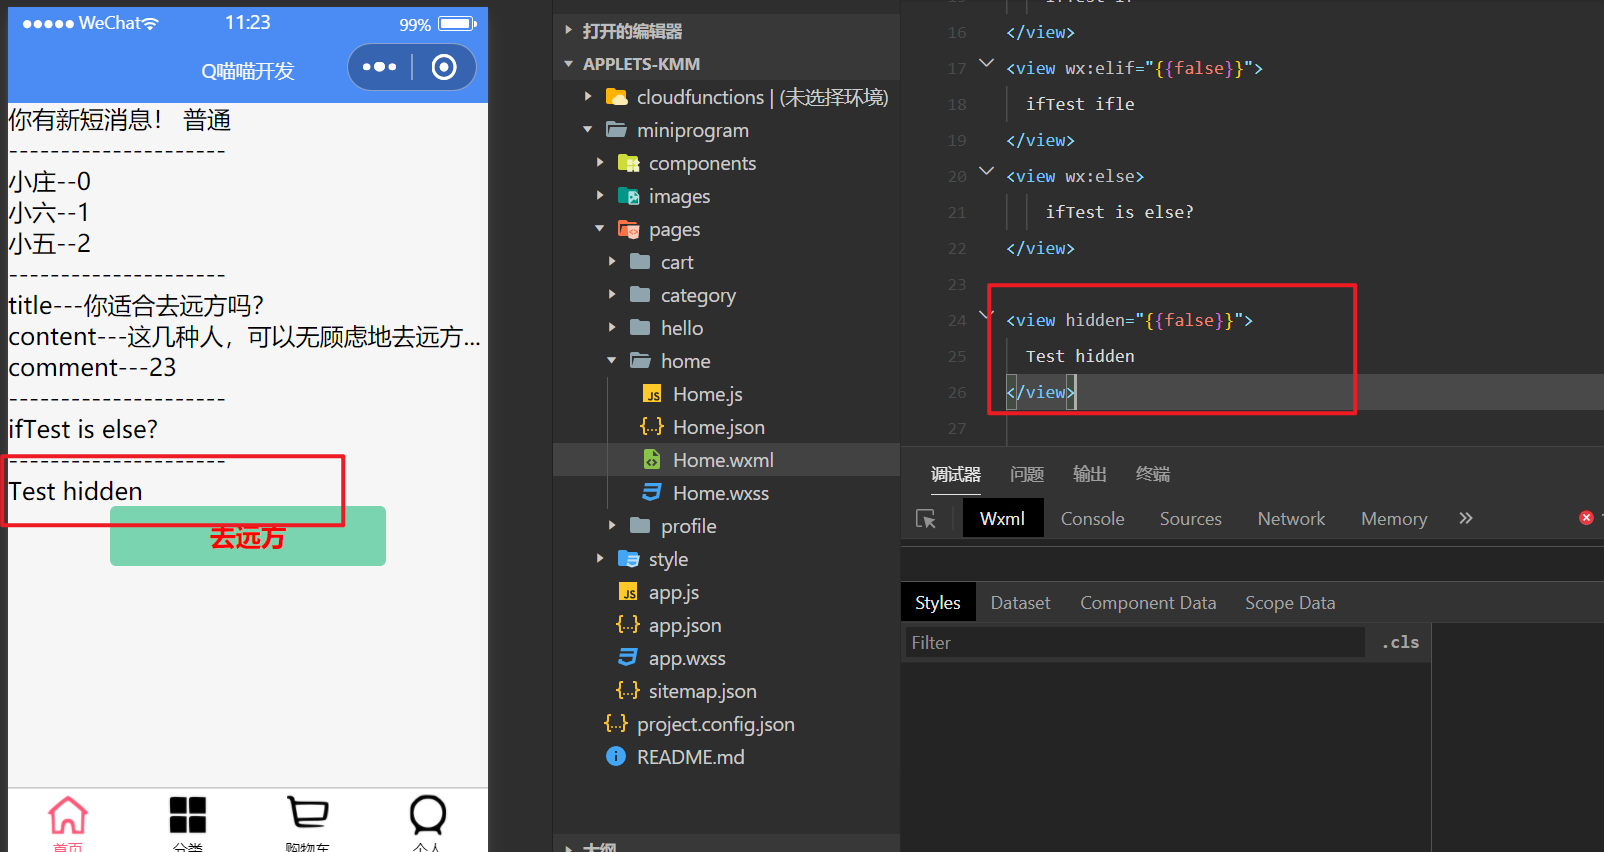 WeChat
11:23
99%
Q喵喵开发
你有新短消息！ 普通
---------------------
小庄--0
小六--1
小五--2
---------------------
title---你适合去远方吗？
content---这几种人，可以无顾虑地去远方...
comment---23
---------------------
ifTest is else?
---------------------
Test hidden
去远方
首页
分类
购物车
个人
打开的编辑器
APPLETS-KMM
cloudfunctions | (未选择环境)
miniprogram
components
images
pages
cart
category
hello
home
Home.js
Home.json
Home.wxml
Home.wxss
profile
style
app.js
app.json
app.wxss
sitemap.json
project.config.json
README.md
大纲
16 </view>
17 <view wx:elif="{{false}}">
18 ifTest ifle
19 </view>
20 <view wx:else>
21 ifTest is else?
22 </view>
23
24 <view hidden="{{false}}">
25 Test hidden
26 </view>
27
调试器 问题 输出 终端
Wxml Console Sources Network Memory
Styles Dataset Component Data Scope Data
Filter .cls